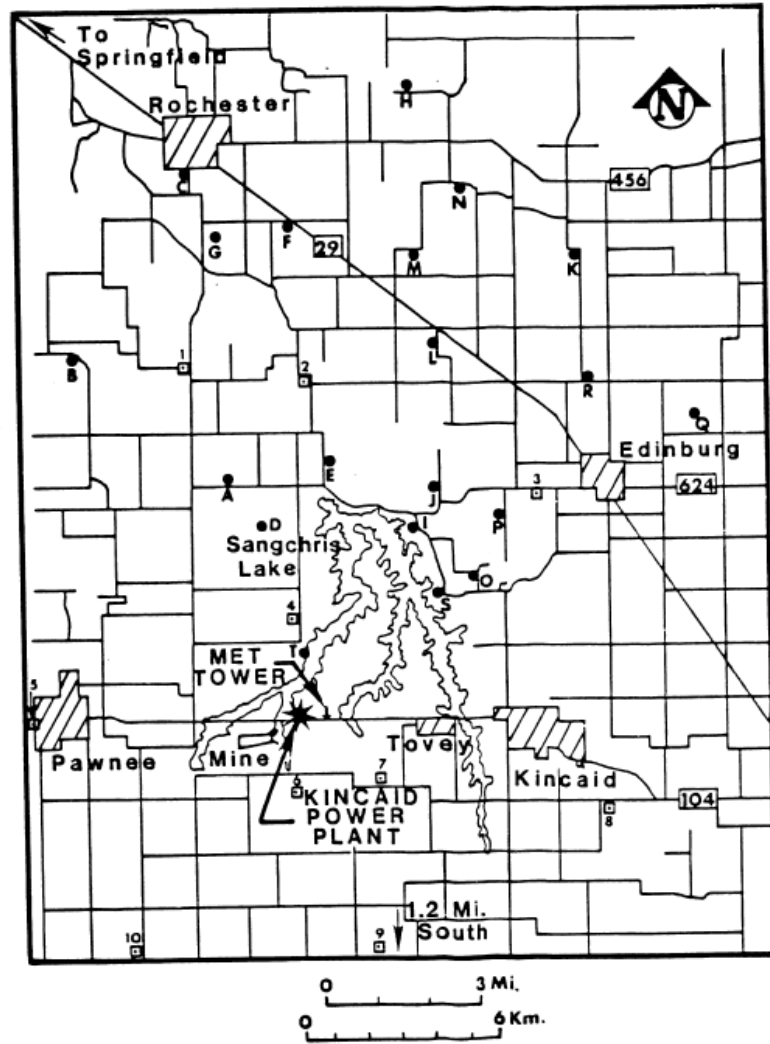 To
Springfield
Rochester
N
H
456
C
N
G
F
29
M
K
1
2
L
B
R
Q
Edinburg
E
A
J
3
624
D
I
P
Sangchris
Lake
O
S
4
T
MET
TOWER
5
Pawnee
Mine
Tovey
Kincaid
6
7
KINCAID
POWER
PLANT
104
8
1.2 Mi.
South
10
9
0 3 Mi.
0 6 Km.